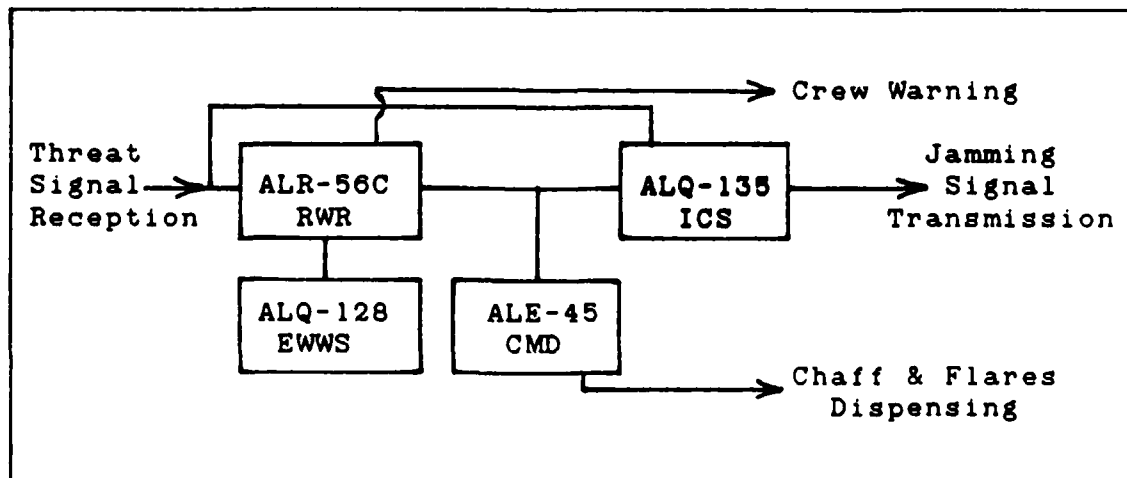 Crew Warning
Threat
Signal
Reception
ALR-56C
RWR
ALQ-135
ICS
Jamming
Signal
Transmission
ALQ-128
EWWS
ALE-45
CMD
Chaff & Flares
Dispensing